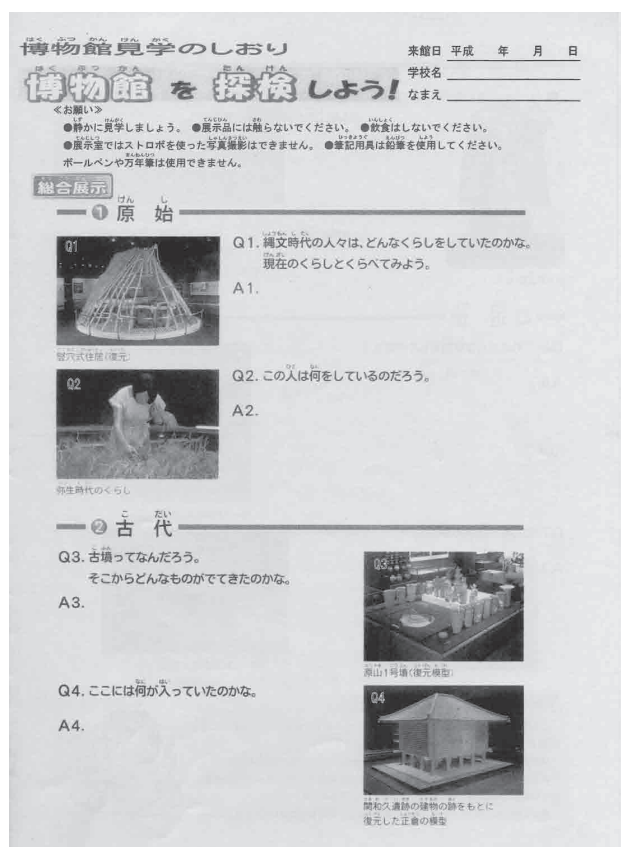 博物館見学のしおり
博物館を探検しよう!
来館日 平成 年 月 日
学校名
なまえ
≪お願い≫
●静かに見学しましょう。 ●展示品には触らないでください。 ●飲食はしないでください。
●展示室ではストロボを使った写真撮影はできません。 ●筆記用具は鉛筆を使用してください。
ボールペンや万年筆は使用できません。
総合展示
❶原始
Q1
竪穴式住居(復元)
Q1. 縄文時代の人々は、どんなくらしをしていたのかな。
現在のくらしとくらべてみよう。
A1.
Q2
弥生時代のくらし
Q2. この人は何をしているのだろう。
A2.
❷古代
Q3. 古墳ってなんだろう。
そこからどんなものがでてきたのかな。
A3.
Q3
原山1号墳(復元模型)
Q4. ここには何が入っていたのかな。
A4.
Q4
関和久遺跡の建物の跡をもとに
復元した正倉の模型